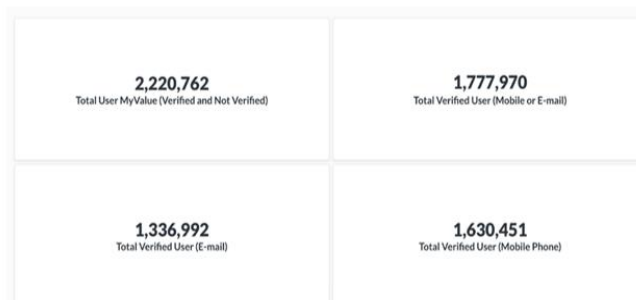 2,220,762
Total User MyValue (Verified and Not Verified)
1,777,970
Total Verified User (Mobile or E-mail)
1,336,992
Total Verified User (E-mail)
1,630,451
Total Verified User (Mobile Phone)